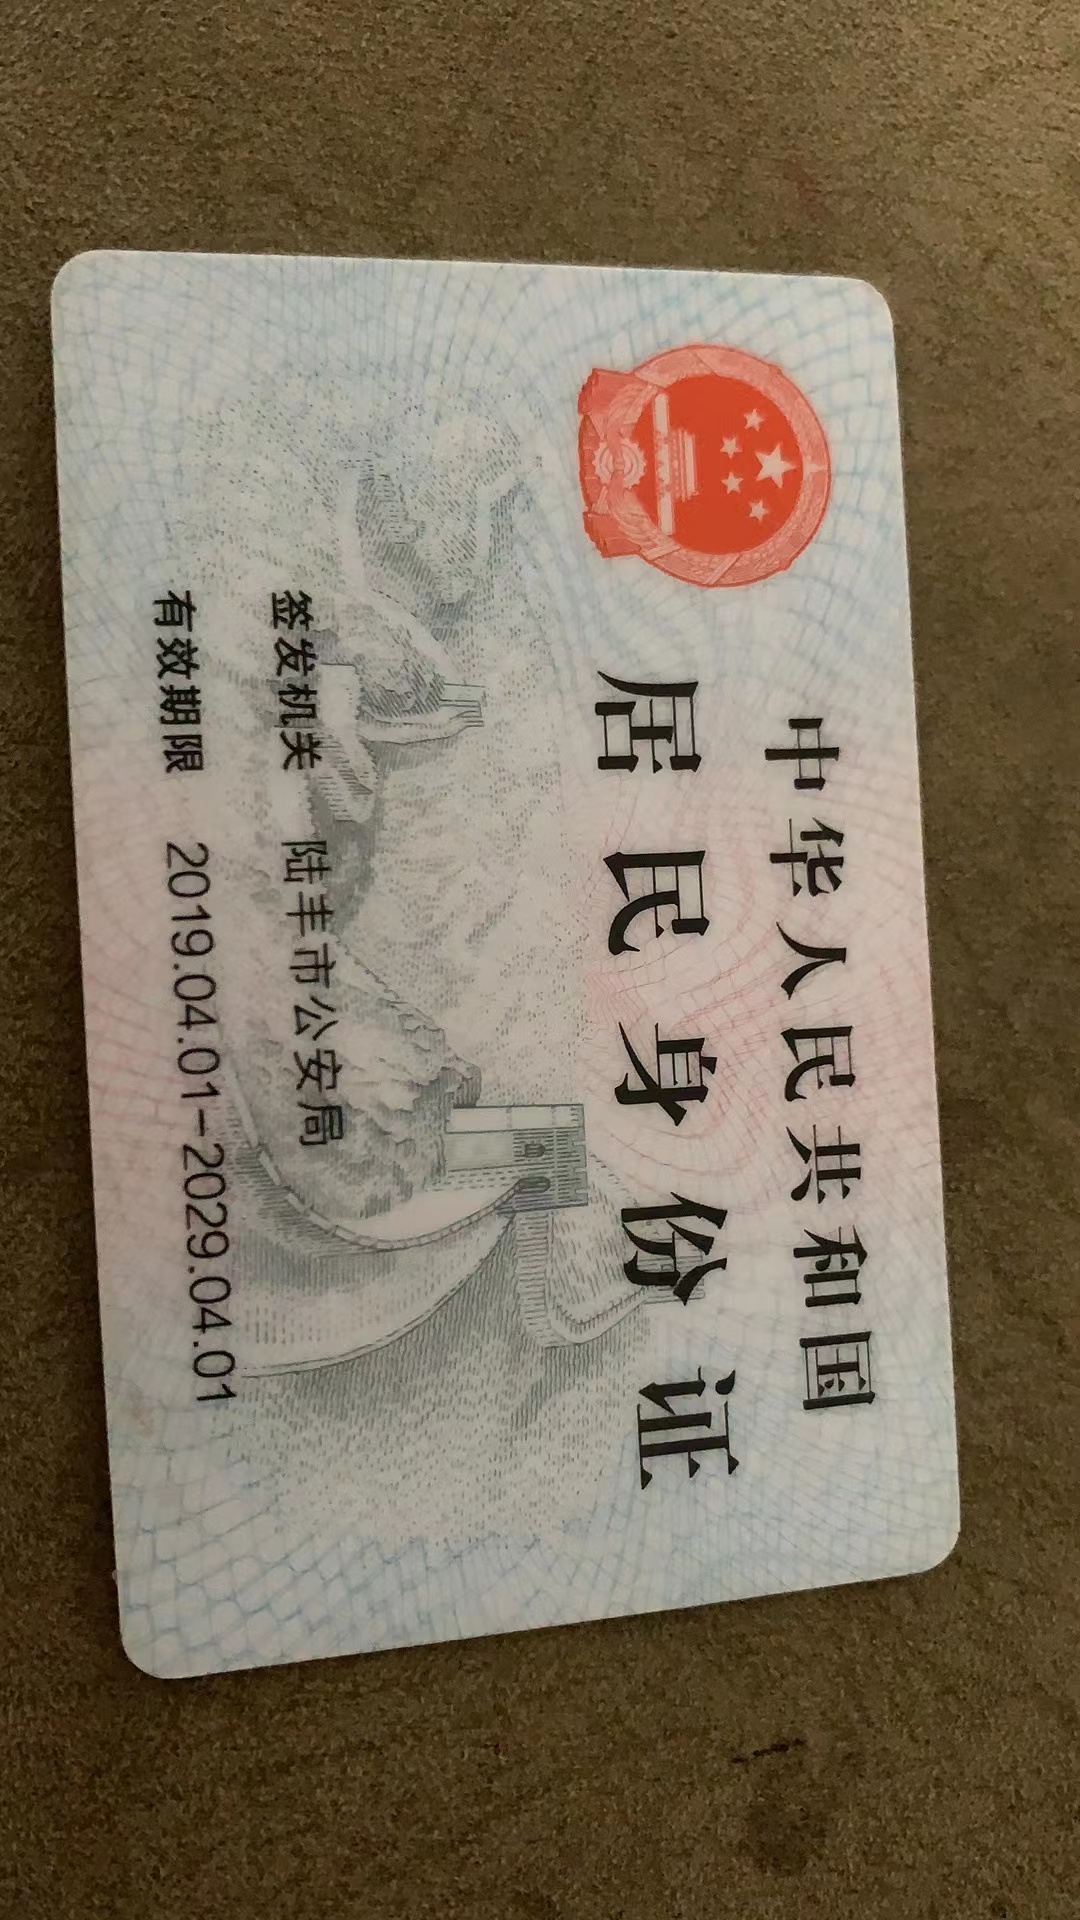 中华人民共和国
居民身份证
签发机关 陆丰市公安局
有效期限 2019.04.01-2029.04.01